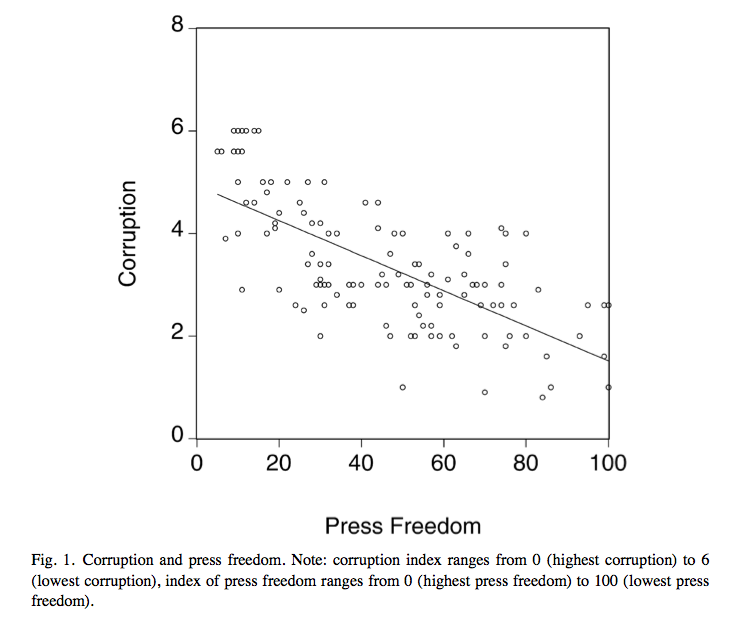 8
6
4
2
0
Corruption
0 20 40 60 80 100
Press Freedom
Fig. 1. Corruption and press freedom. Note: corruption index ranges from 0 (highest corruption) to 6
(lowest corruption), index of press freedom ranges from 0 (highest press freedom) to 100 (lowest press
freedom).